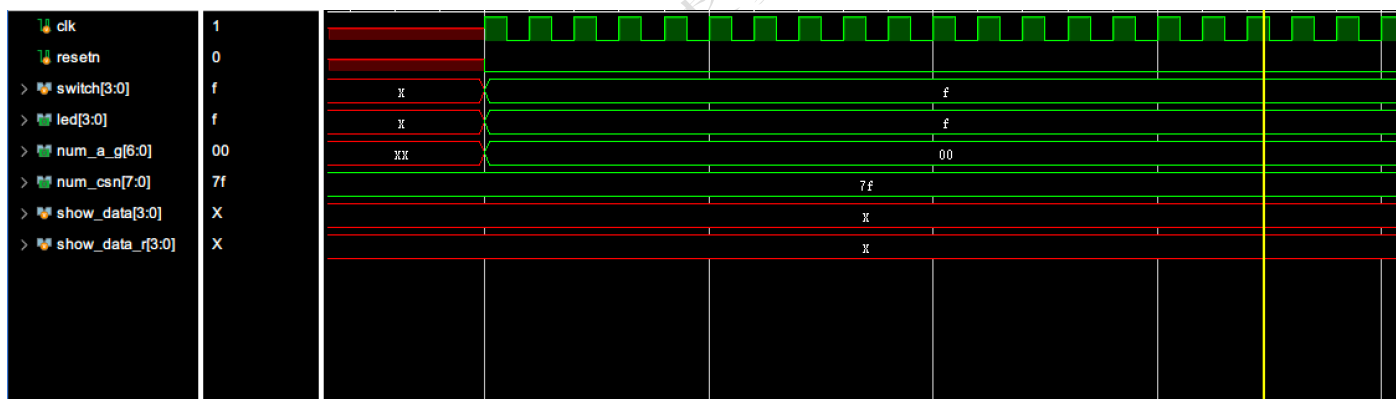 clk 1
resetn 0
switch[3:0] f X f
led[3:0] f X f
num_a_g[6:0] 00 XX 00
num_csn[7:0] 7f 7f
show_data[3:0] X X
show_data_r[3:0] X X